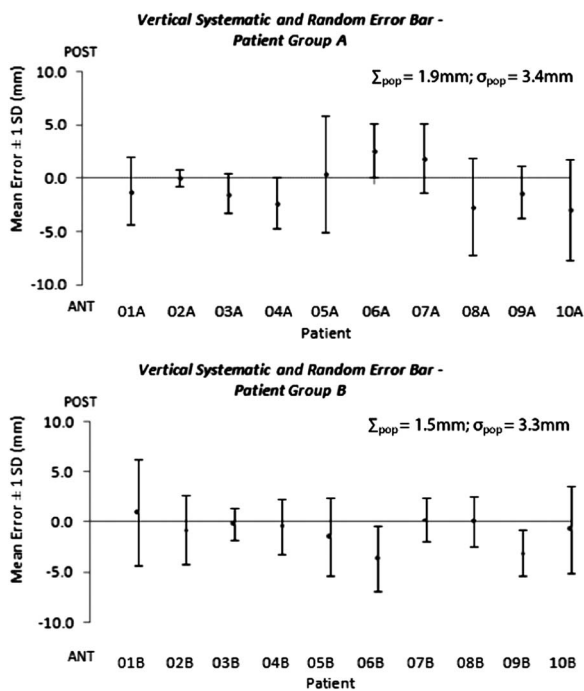 Vertical Systematic and Random Error Bar -
Patient Group A
POST
Σpop = 1.9mm; σpop = 3.4mm
Mean Error ± 1 SD (mm)
10.0
5.0
0.0
-5.0
-10.0
ANT
01A 02A 03A 04A 05A 06A 07A 08A 09A 10A
Patient
Vertical Systematic and Random Error Bar -
Patient Group B
POST
Σpop = 1.5mm; σpop = 3.3mm
Mean Error ± 1 SD (mm)
10.0
5.0
0.0
-5.0
-10.0
ANT
01B 02B 03B 04B 05B 06B 07B 08B 09B 10B
Patient